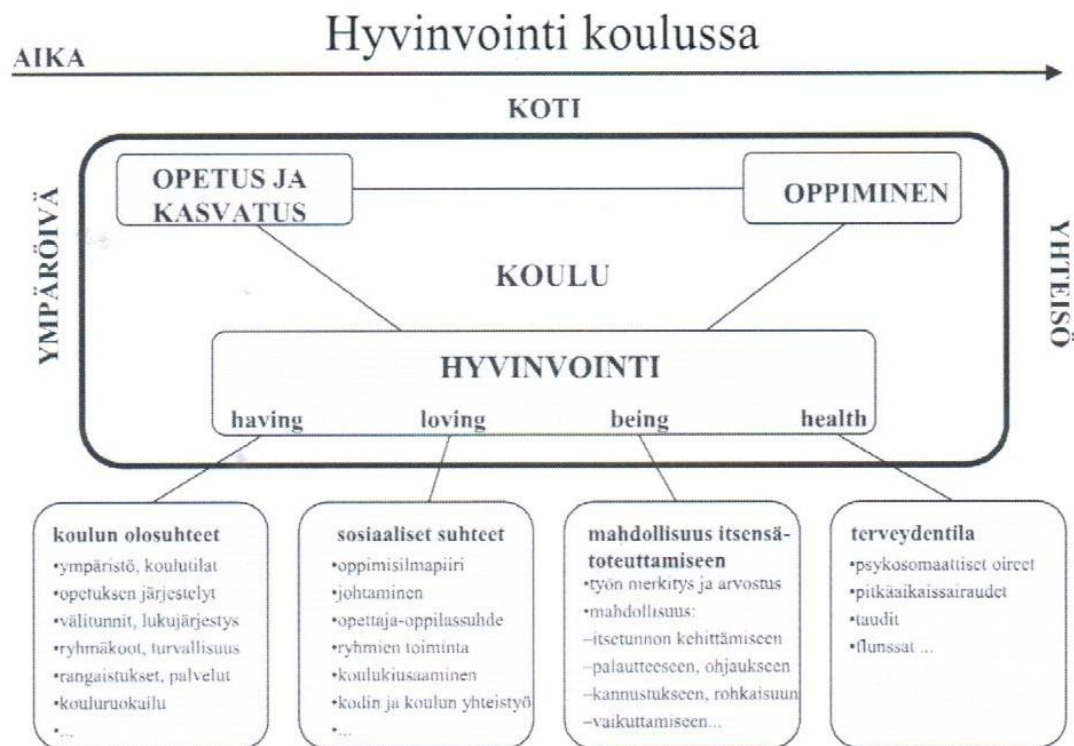 Hyvinvointi koulussa
AIKA
KOTI
YMPÄRÖIVÄ
YHTEISÖ
OPETUS JA
KASVATUS
OPPIMINEN
KOULU
HYVINVOINTI
having loving being health
koulun olosuhteet
•ympäristö, koulutilat
•opetuksen järjestelyt
•välitunnit, lukujärjestys
•ryhmäkoot, turvallisuus
•rangaistukset, palvelut
•kouluruokailu
•...
sosiaaliset suhteet
•oppimisilmapiiri
•johtaminen
•opettaja-oppilassuhde
•ryhmien toiminta
•koulukiusaaminen
•kodin ja koulun yhteistyö
•...
mahdollisuus itsensä-
toteuttamiseen
•työn merkitys ja arvostus
•mahdollisuus:
–itsetunnon kehittämiseen
–palautteeseen, ohjaukseen
–kannustukseen, rohkaisuun
–vaikuttamiseen...
terveydentila
•psykosomaattiset oireet
•pitkäaikaissairaudet
•taudit
•flunssat ...